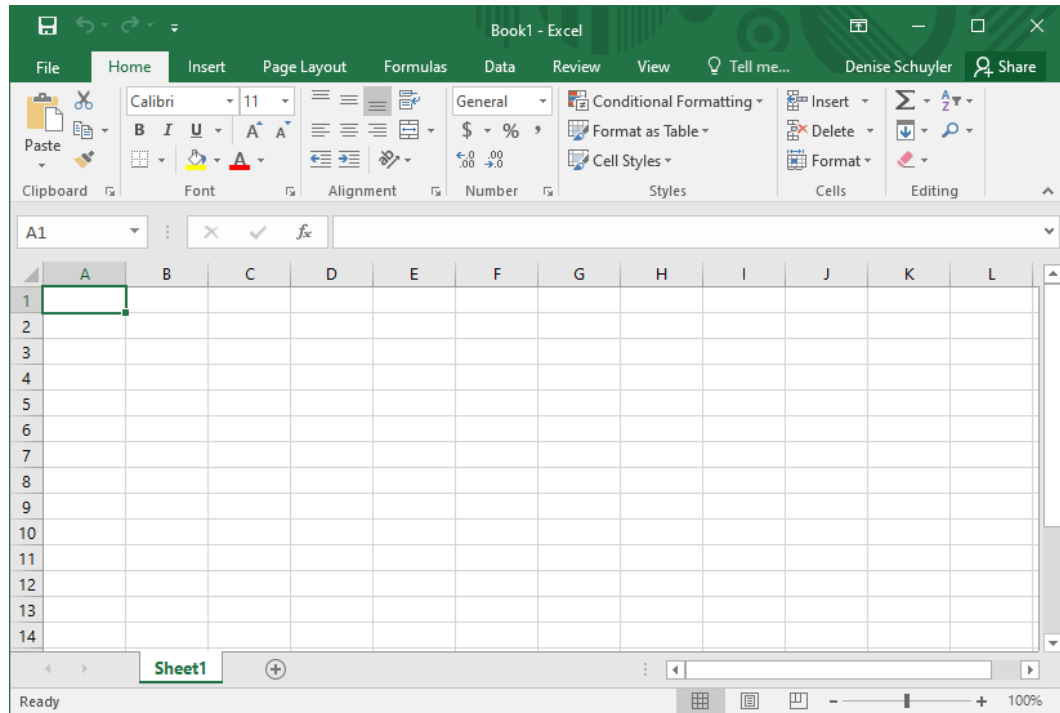 Book1 - Excel
File Home Insert Page Layout Formulas Data Review View Tell me... Denise Schuyler Share
Calibri 11 General Conditional Formatting Insert
Paste B I U A A $ % Format as Table Delete
A Cell Styles Format
Clipboard Font Alignment Number Styles Cells Editing
A1 fx
A B C D E F G H I J K L
1
2
3
4
5
6
7
8
9
10
11
12
13
14
Sheet1
Ready 100%